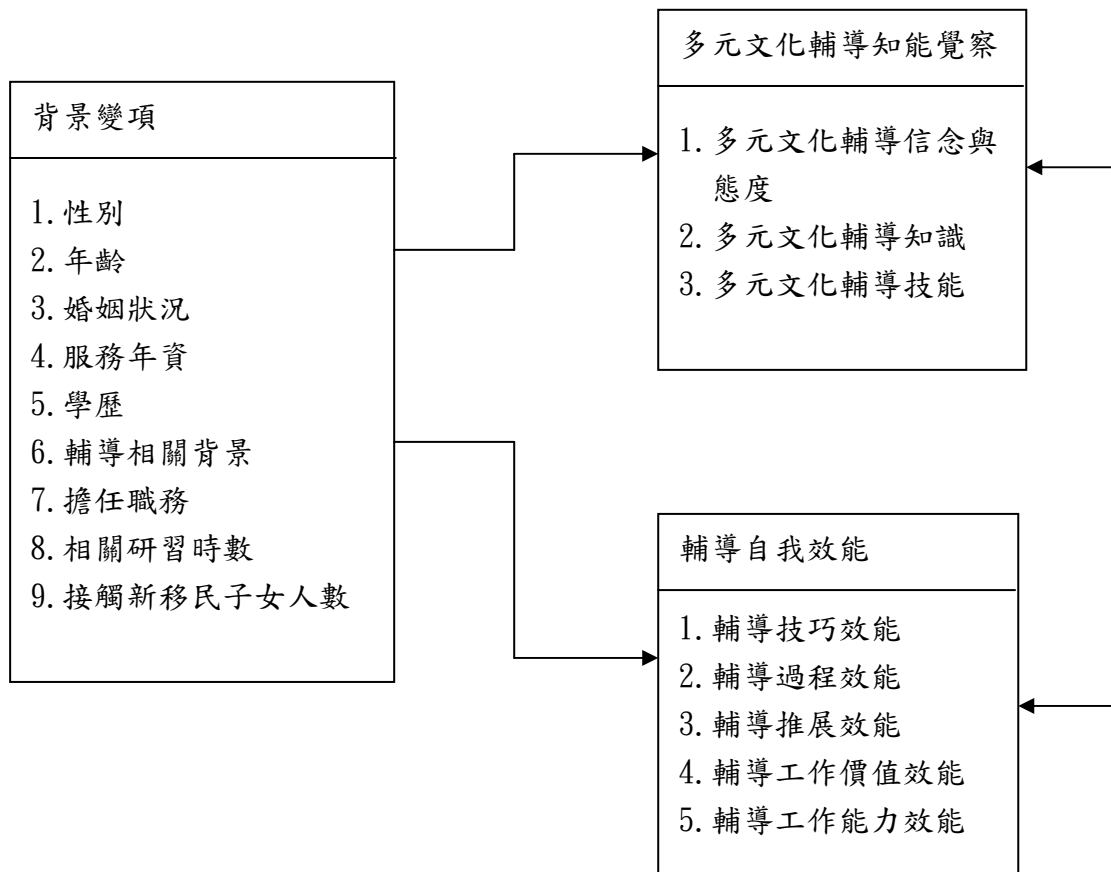 背景變項
1.性別
2.年齡
3.婚姻狀況
4.服務年資
5.學歷
6.輔導相關背景
7.擔任職務
8.相關研習時數
9.接觸新移民子女人數
多元文化輔導知能覺察
1.多元文化輔導信念與
態度
2.多元文化輔導知識
3.多元文化輔導技能
輔導自我效能
1.輔導技巧效能
2.輔導過程效能
3.輔導推展效能
4.輔導工作價值效能
5.輔導工作能力效能